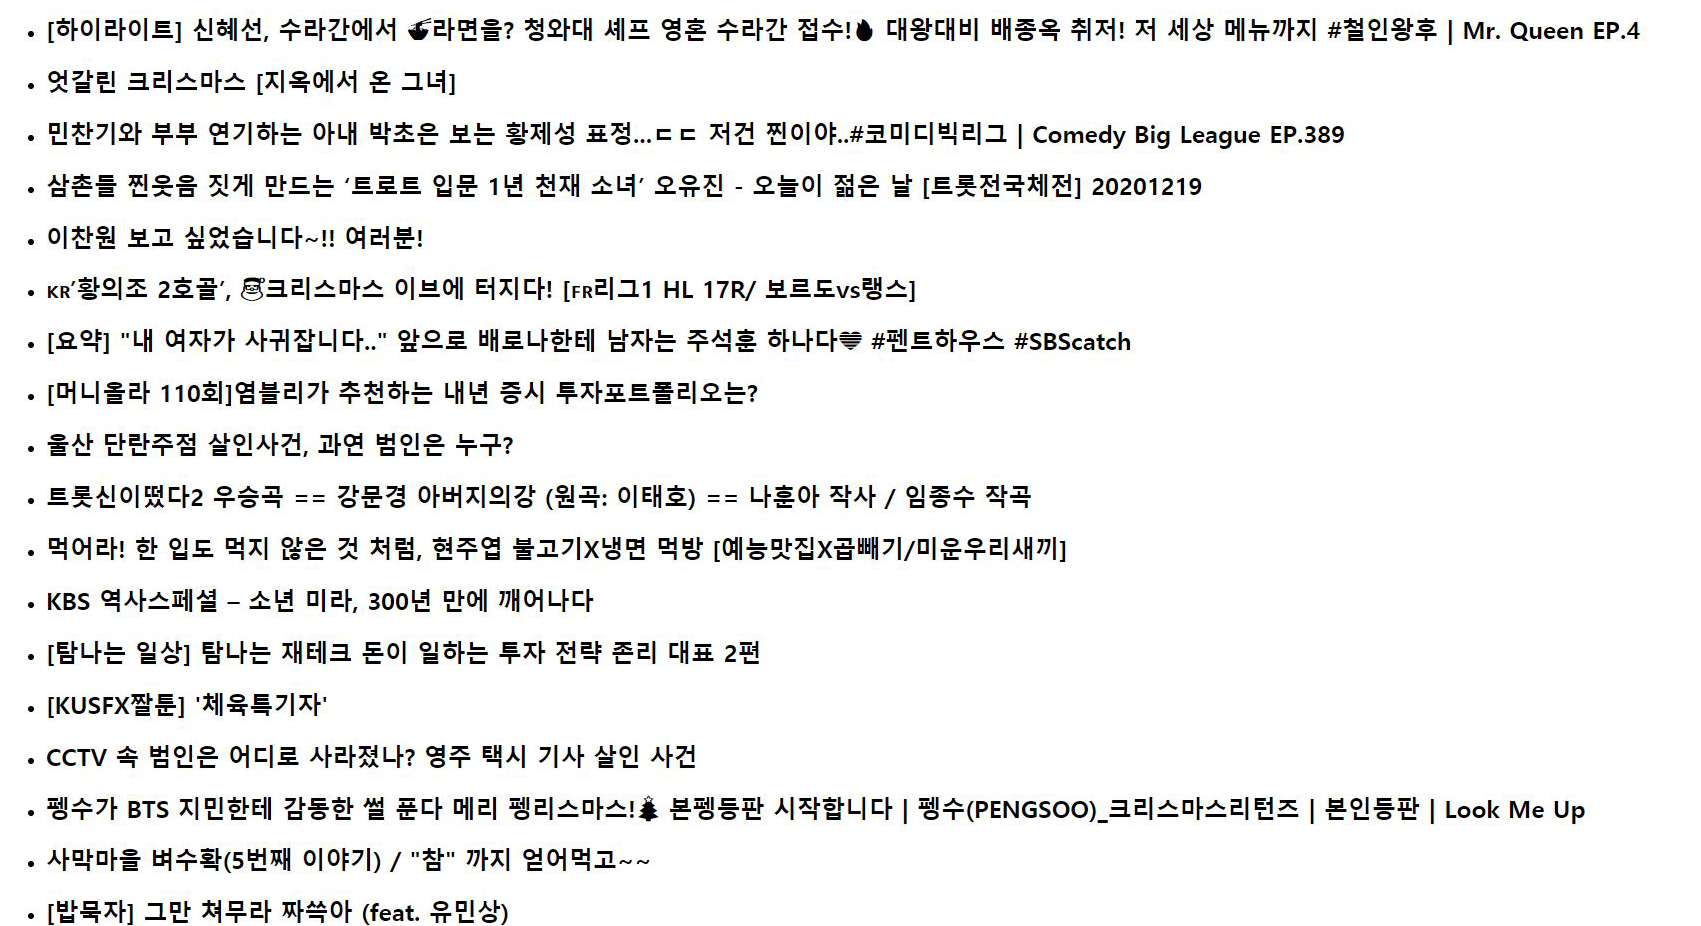 [하이라이트] 신혜선, 수라간에서 🍜라면을? 청와대 셰프 영혼 수라간 접수!🔥 대왕대비 배종옥 취저! 저 세상 메뉴까지 #철인왕후 | Mr. Queen EP.4
엇갈린 크리스마스 [지옥에서 온 그녀]
민찬기와 부부 연기하는 아내 박초은 보는 황제성 표정...ㄷㄷ 저건 찐이야..#코미디빅리그 | Comedy Big League EP.389
삼촌들 찐웃음 짓게 만드는 ‘트로트 입문 1년 천재 소녀’ 오유진 - 오늘이 젊은 날 [트롯전국체전] 20201219
이찬원 보고 싶었습니다~!! 여러분!
🇰🇷’황의조 2호골’, 🎅크리스마스 이브에 터지다! [🇫🇷리그1 HL 17R/ 보르도vs랭스]
[요약] "내 여자가 사귀잡니다.." 앞으로 배로나한테 남자는 주석훈 하나다💙 #펜트하우스 #SBScatch
[머니올라 110회]염블리가 추천하는 내년 증시 투자포트폴리오는?
울산 단란주점 살인사건, 과연 범인은 누구?
트롯신이떴다2 우승곡 == 강문경 아버지의강 (원곡: 이태호) == 나훈아 작사 / 임종수 작곡
먹어라! 한 입도 먹지 않은 것 처럼, 현주엽 불고기X냉면 먹방 [예능맛집X곱빼기/미운우리새끼]
KBS 역사스페셜 – 소년 미라, 300년 만에 깨어나다
[탐나는 일상] 탐나는 재테크 돈이 일하는 투자 전략 존리 대표 2편
[KUSFX짤툰] '체육특기자'
CCTV 속 범인은 어디로 사라졌나? 영주 택시 기사 살인 사건
펭수가 BTS 지민한테 감동한 썰 푼다 메리 펭리스마스!🎄 본펭등판 시작합니다 | 펭수(PENGSOO)_크리스마스리턴즈 | 본인등판 | Look Me Up
사막마을 벼수확(5번째 이야기) / "참" 까지 얻어먹고~~
[밥묵자] 그만 쳐무라 짜쓱아 (feat. 유민상)